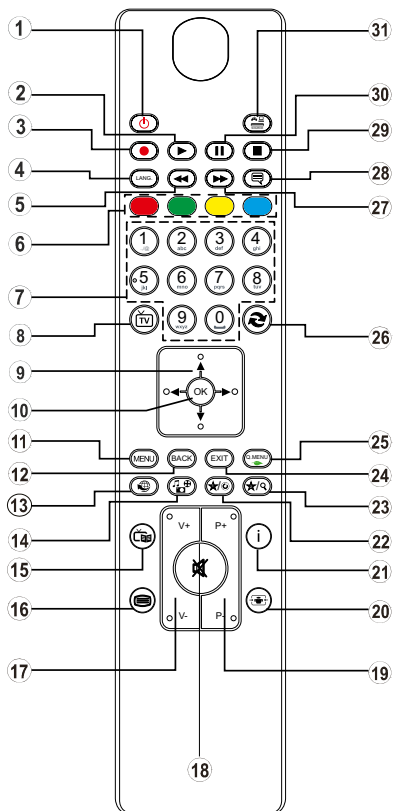 1
31
2
30
3
29
4
LANG.
28
5
27
6
1
.-@
2
abc
3
def
4
ghi
7
5
jkl
6
mno
7
pqrs
8
tuv
8
TV
9
wxyz
0
26
9
10
OK
11
MENU
BACK
EXIT
Q.MENU
25
12
24
13
23
14
22
15
V+
P+
i
21
16
V-
P-
20
17
19
18